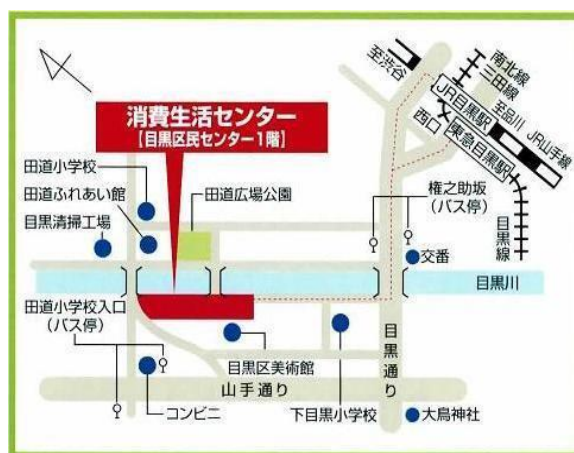 至渋谷
南北線
三田線
至品川
JR山手線
JR目黒駅
西口
東急目黒駅
目黒線
消費生活センター
【目黒区民センター1階】
田道小学校
田道ふれあい館
目黒清掃工場
田道広場公園
権之助坂
(バス停)
交番
目黒川
田道小学校入口
(バス停)
目黒区美術館
目黒通り
山手通り
コンビニ
下目黒小学校
大鳥神社